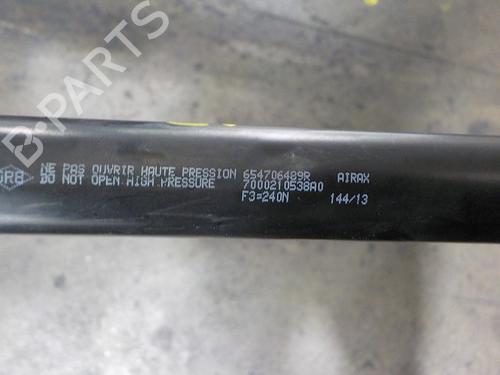 NE PAS OUVRIR HAUTE PRESSION 654706489R AIRAX
DO NOT OPEN HIGH PRESSURE 7000210538A0
F3=240N 144/13
B-PARTS